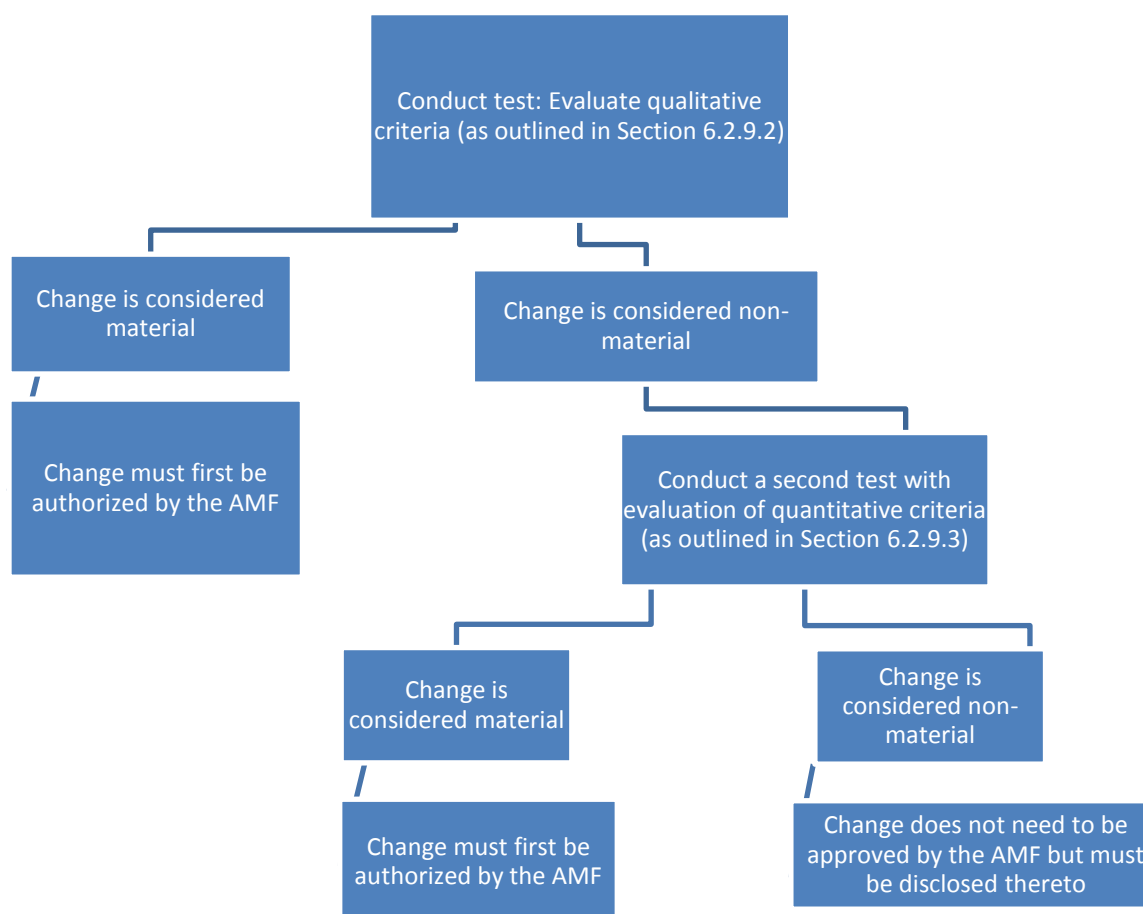 Conduct test: Evaluate qualitative
criteria (as outlined in Section 6.2.9.2)
Change is considered
material
Change is considered non-
material
Change must first be
authorized by the AMF
Conduct a second test with
evaluation of quantitative criteria
(as outlined in Section 6.2.9.3)
Change is
considered material
Change is
considered non-
material
Change must first be
authorized by the AMF
Change does not need to be
approved by the AMF but must
be disclosed thereto